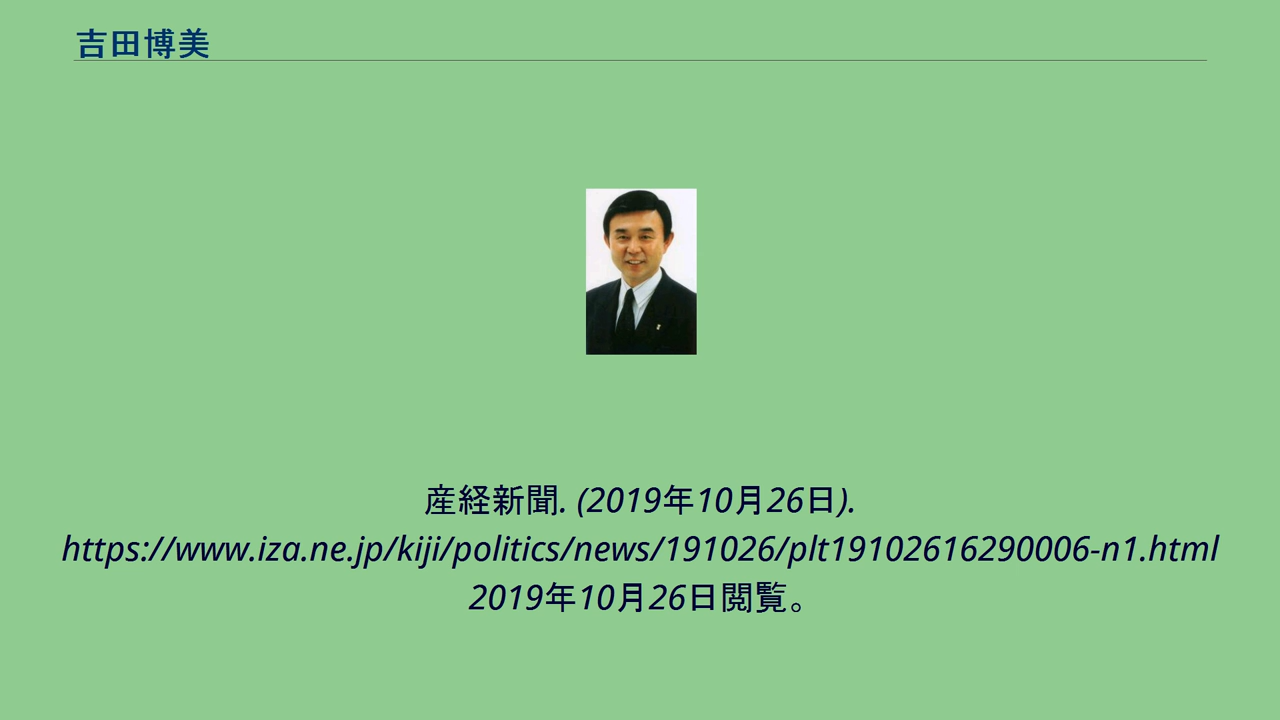 吉田博美
産経新聞. (2019年10月26日).
https://www.iza.ne.jp/kiji/politics/news/191026/plt19102616290006-n1.html
2019年10月26日閲覧。